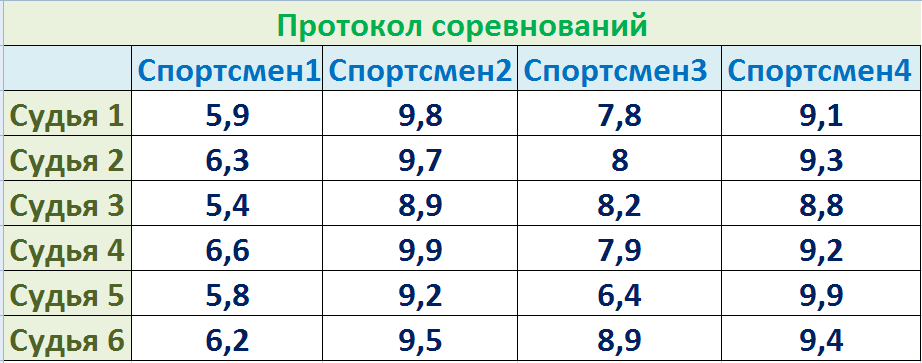 Протокол соревнований
Спортсмен1 Спортсмен2 Спортсмен3 Спортсмен4
Судья 1 5,9 9,8 7,8 9,1
Судья 2 6,3 9,7 8 9,3
Судья 3 5,4 8,9 8,2 8,8
Судья 4 6,6 9,9 7,9 9,2
Судья 5 5,8 9,2 6,4 9,9
Судья 6 6,2 9,5 8,9 9,4